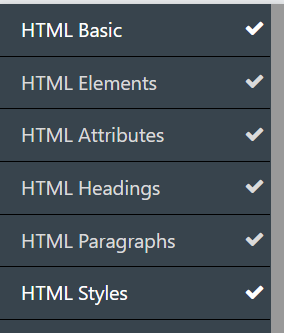 HTML Basic
HTML Elements
HTML Attributes
HTML Headings
HTML Paragraphs
HTML Styles